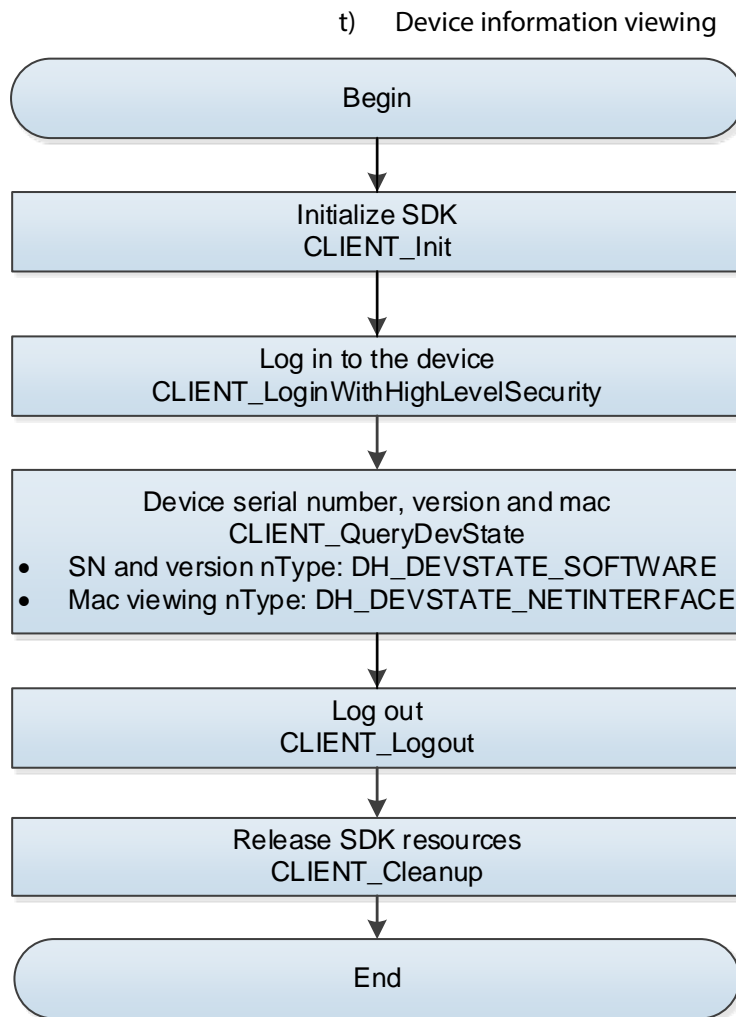 t) Device information viewing
Begin
Initialize SDK
CLIENT_Init
Log in to the device
CLIENT_LoginWithHighLevelSecurity
Device serial number, version and mac
CLIENT_QueryDevState
• SN and version nType: DH_DEVSTATE_SOFTWARE
• Mac viewing nType: DH_DEVSTATE_NETINTERFACE
Log out
CLIENT_Logout
Release SDK resources
CLIENT_Cleanup
End